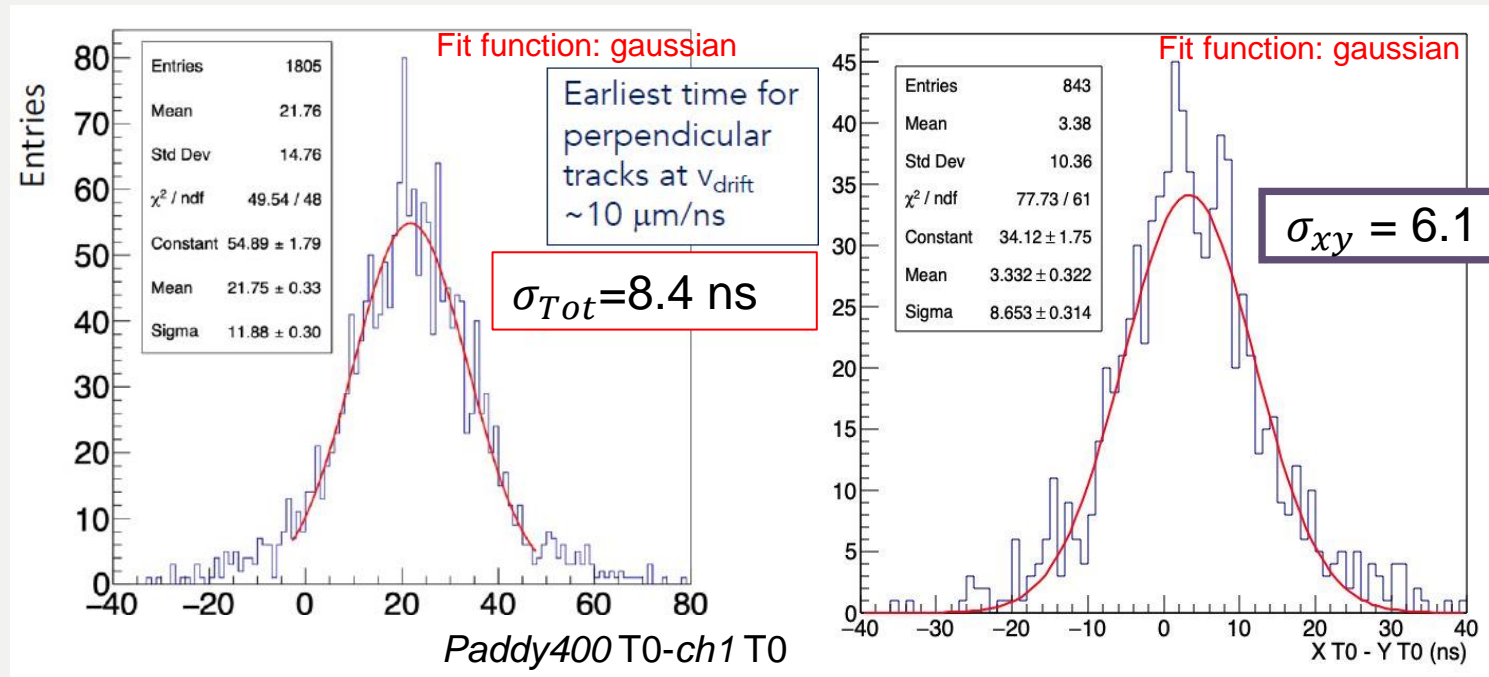 Fit function: gaussian
Entries
80
70
60
50
40
30
20
10
0
Entries 1805
Mean 21.76
Std Dev 14.76
χ² / ndf 49.54 / 48
Constant 54.89 ± 1.79
Mean 21.75 ± 0.33
Sigma 11.88 ± 0.30
Earliest time for
perpendicular
tracks at v_drift
~10 μm/ns
σ_Tot=8.4 ns
−40 −20 0 20 40 60 80
Paddy400 T0-ch1 T0
Fit function: gaussian
45
40
35
30
25
20
15
10
5
0
Entries 843
Mean 3.38
Std Dev 10.36
χ² / ndf 77.73 / 61
Constant 34.12 ± 1.75
Mean 3.332 ± 0.322
Sigma 8.653 ± 0.314
σ_xy = 6.1
−40 −30 −20 −10 0 10 20 30 40
X T0 - Y T0 (ns)